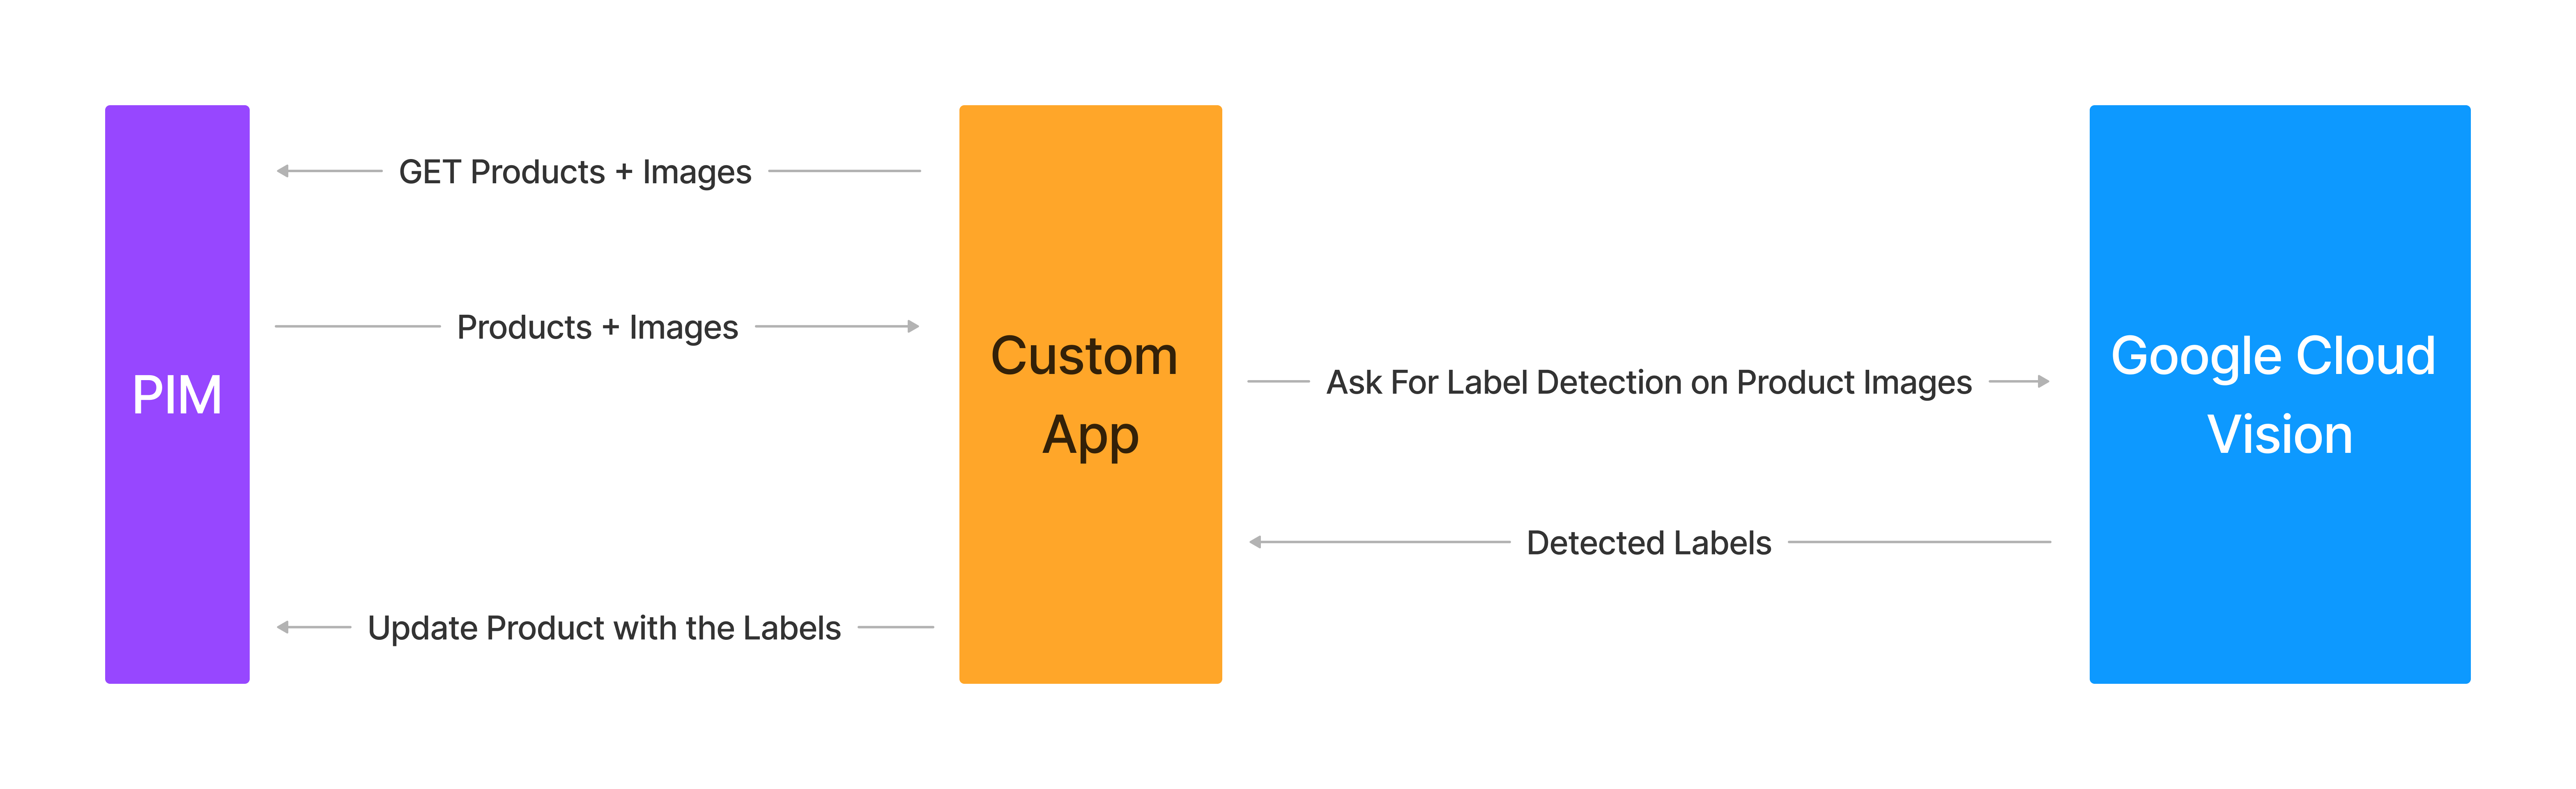 GET Products + Images
Products + Images
PIM
Custom
App
Ask For Label Detection on Product Images
Google Cloud
Vision
Detected Labels
Update Product with the Labels